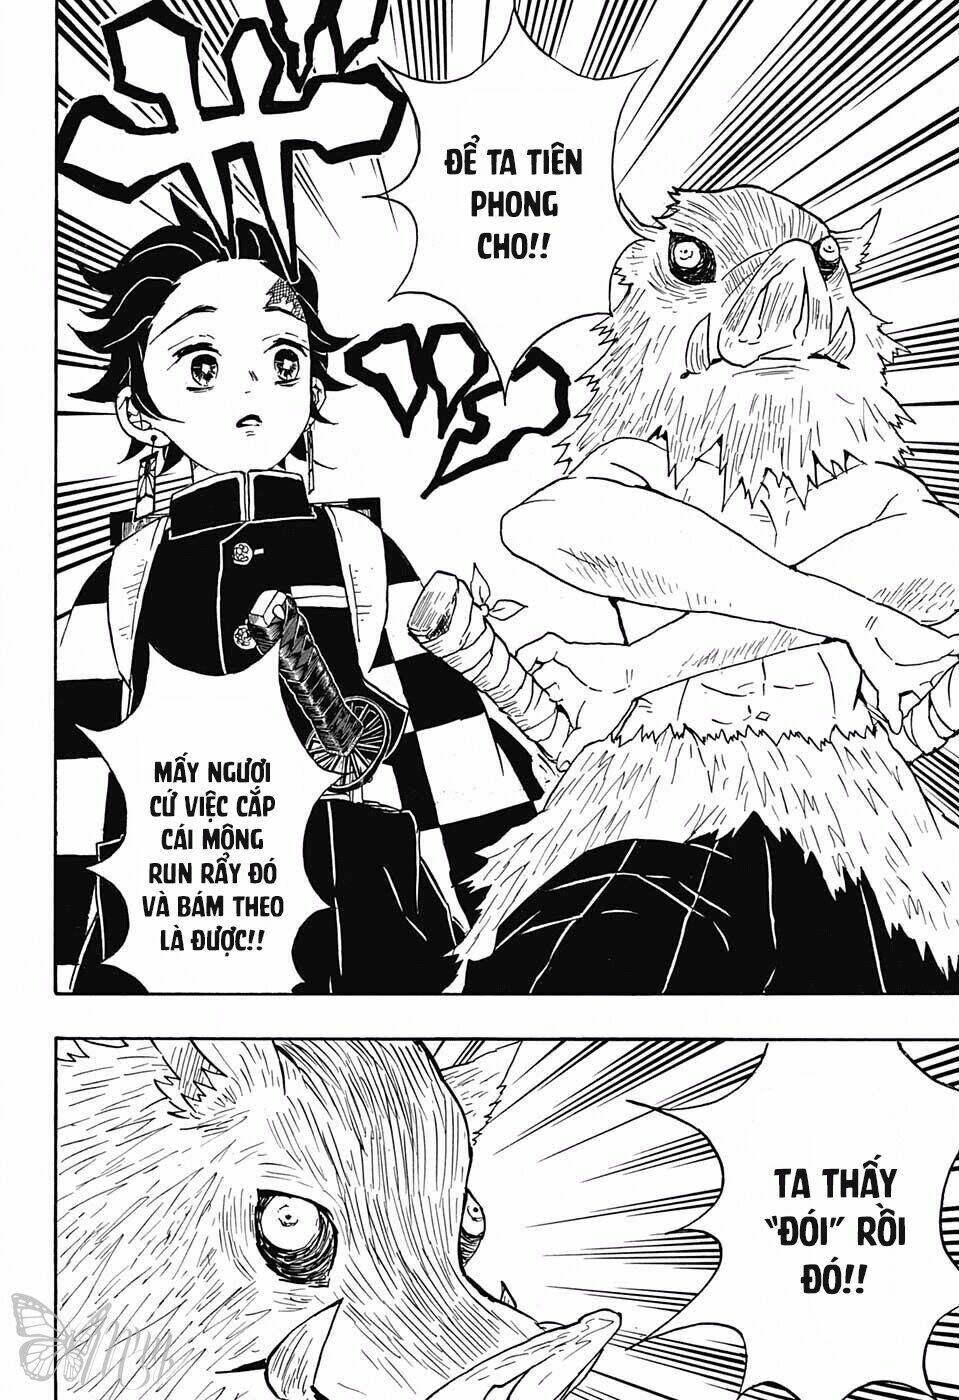 ĐỂ TA TIÊN
PHONG
CHO!!
MẤY NGƯƠI
CỨ VIỆC CẮP
CÁI MÔNG
RUN RẨY ĐÓ
VÀ BÁM THEO
LÀ ĐƯỢC!!
TA THẤY
“ĐÓI” RỒI
ĐÓ!!